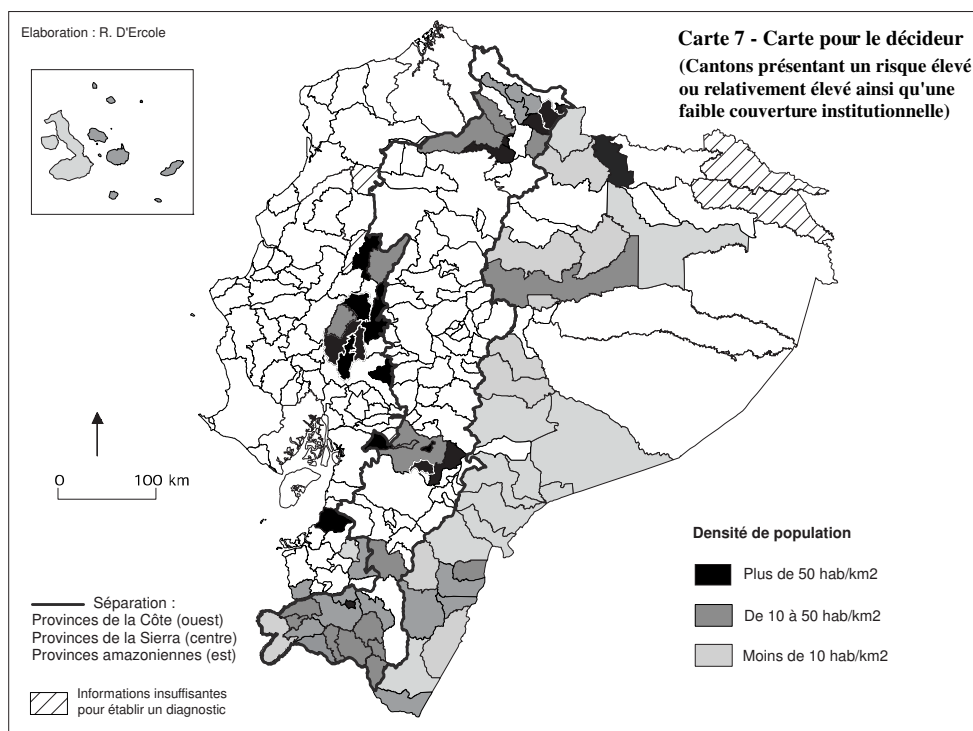 Elaboration : R. D'Ercole
Carte 7 - Carte pour le décideur
(Cantons présentant un risque élevé
ou relativement élevé ainsi qu'une
faible couverture institutionnelle)
0 100 km
Densité de population
Plus de 50 hab/km2
De 10 à 50 hab/km2
Moins de 10 hab/km2
Séparation :
Provinces de la Côte (ouest)
Provinces de la Sierra (centre)
Provinces amazoniennes (est)
Informations insuffisantes
pour établir un diagnostic